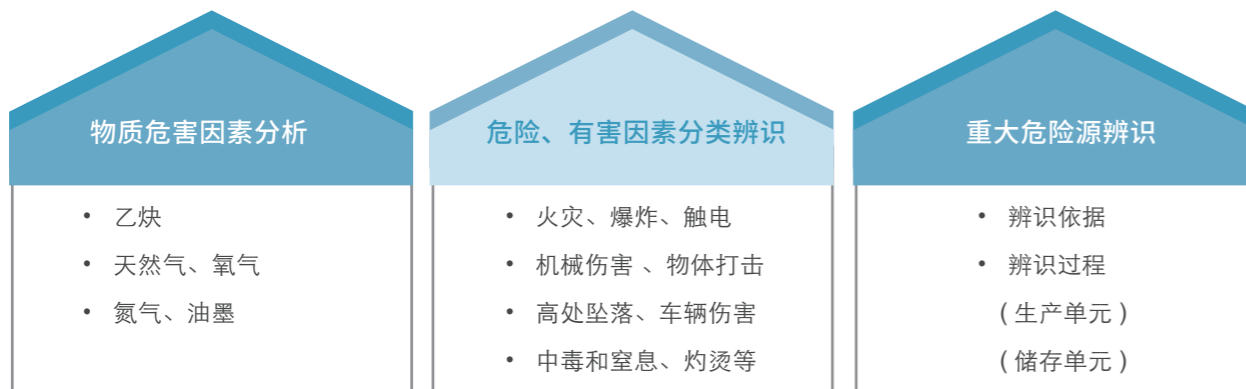 物质危害因素分析
• 乙炔
• 天然气、氧气
• 氮气、油墨
危险、有害因素分类辨识
• 火灾、爆炸、触电
• 机械伤害 、物体打击
• 高处坠落、车辆伤害
• 中毒和窒息、灼烫等
重大危险源辨识
• 辨识依据
• 辨识过程
( 生产单元 )
( 储存单元 )